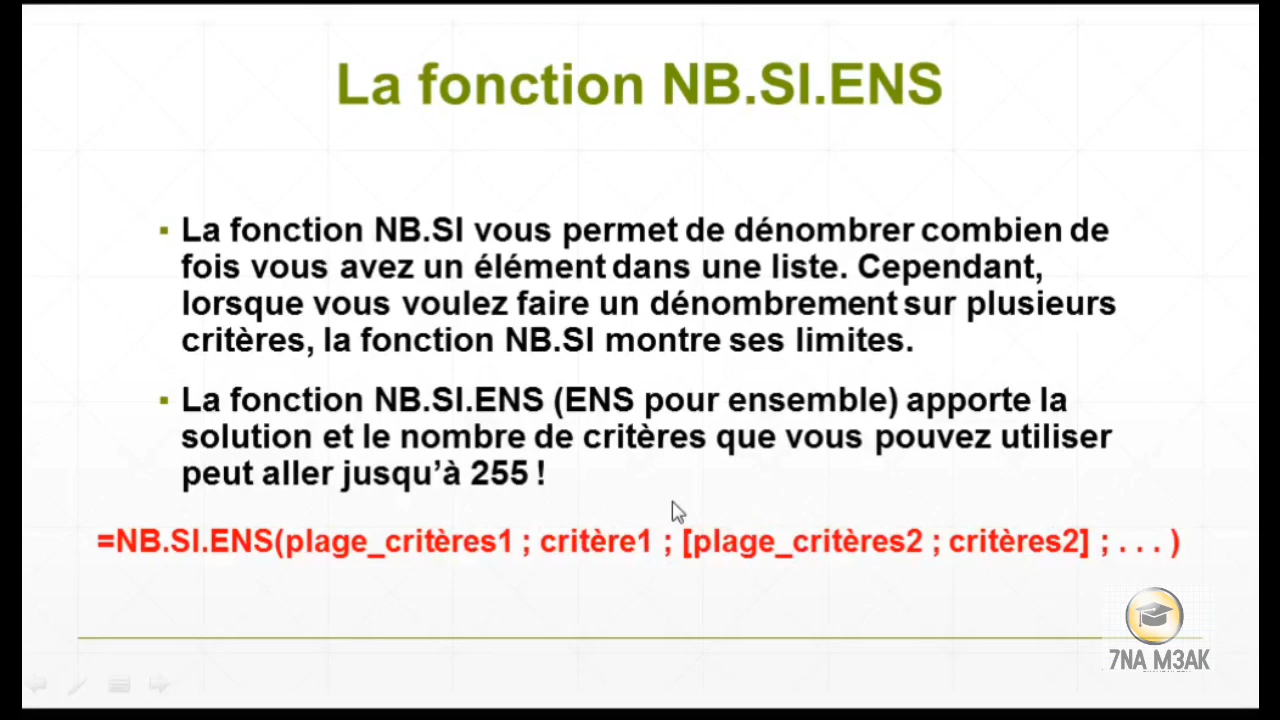 La fonction NB.SI.ENS
▪ La fonction NB.SI vous permet de dénombrer combien de
fois vous avez un élément dans une liste. Cependant,
lorsque vous voulez faire un dénombrement sur plusieurs
critères, la fonction NB.SI montre ses limites.
▪ La fonction NB.SI.ENS (ENS pour ensemble) apporte la
solution et le nombre de critères que vous pouvez utiliser
peut aller jusqu'à 255 !
=NB.SI.ENS(plage_critères1 ; critère1 ; [plage_critères2 ; critères2] ; . . . )
7NA M3AK